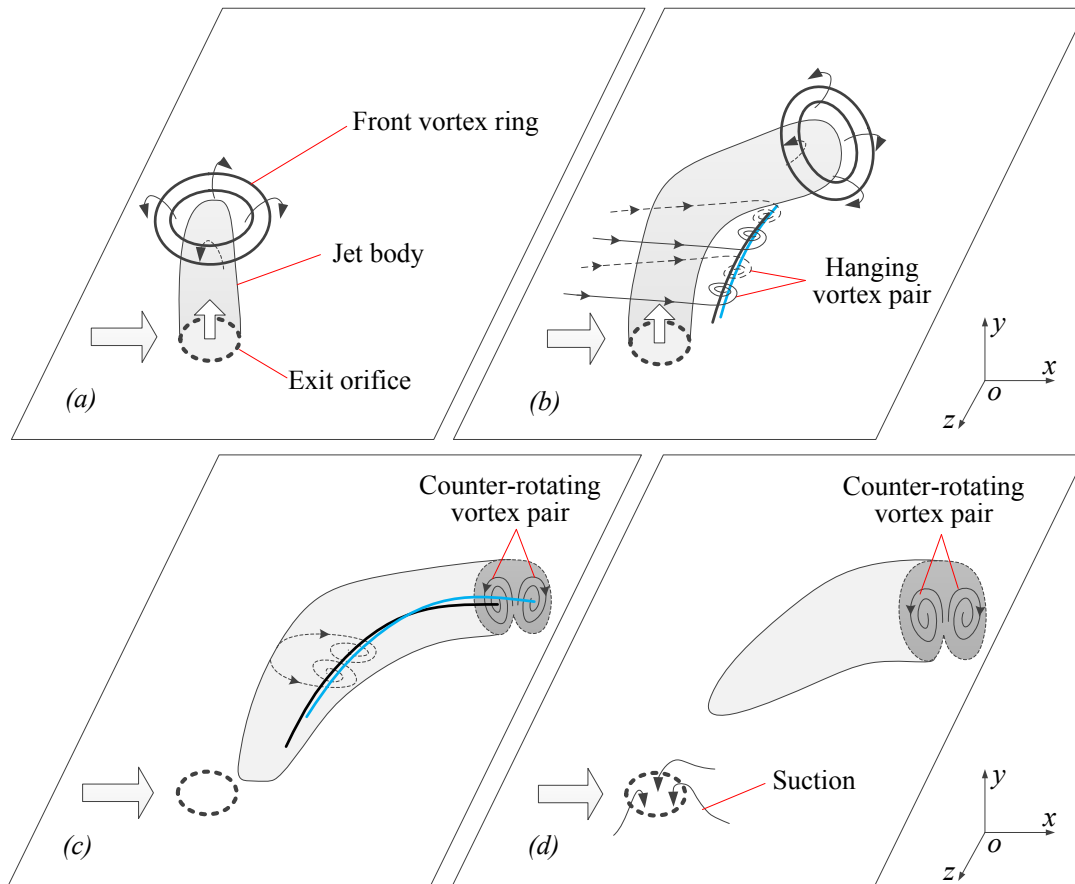 Front vortex ring
Jet body
Exit orifice
(a)
Hanging
vortex pair
(b)
y
x
o
z
Counter-rotating
vortex pair
(c)
Counter-rotating
vortex pair
Suction
(d)
y
x
o
z